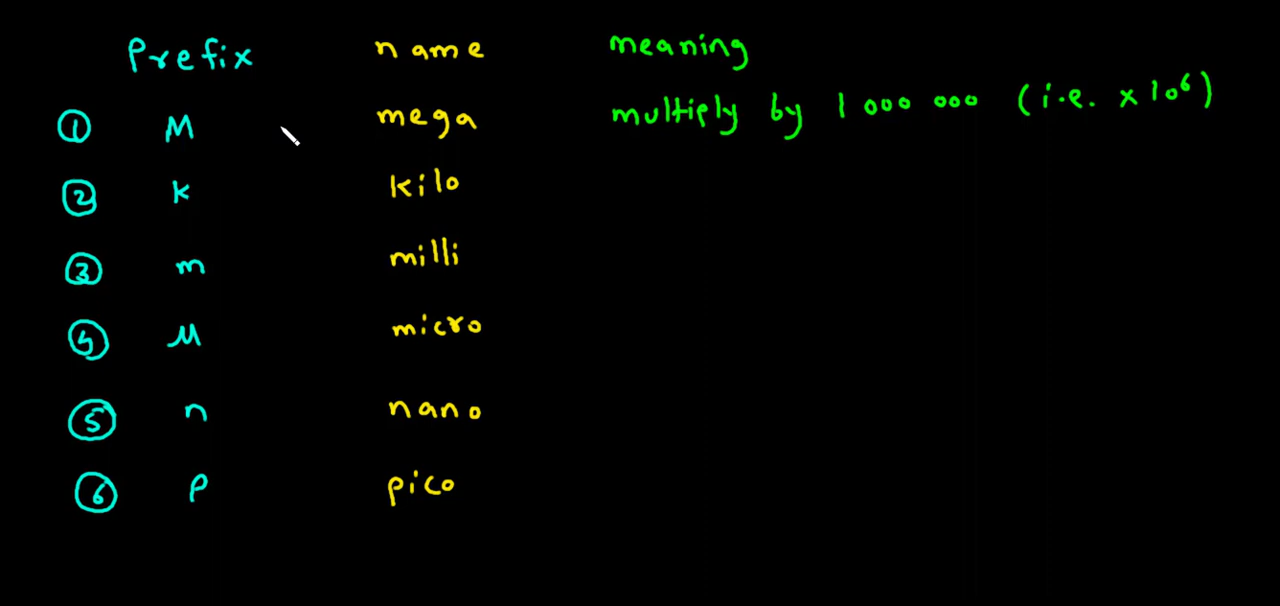 Prefix name meaning
① M mega multiply by 1 000 000 (i.e. × 10⁶)
② k kilo
③ m milli
④ μ micro
⑤ n nano
⑥ p pico